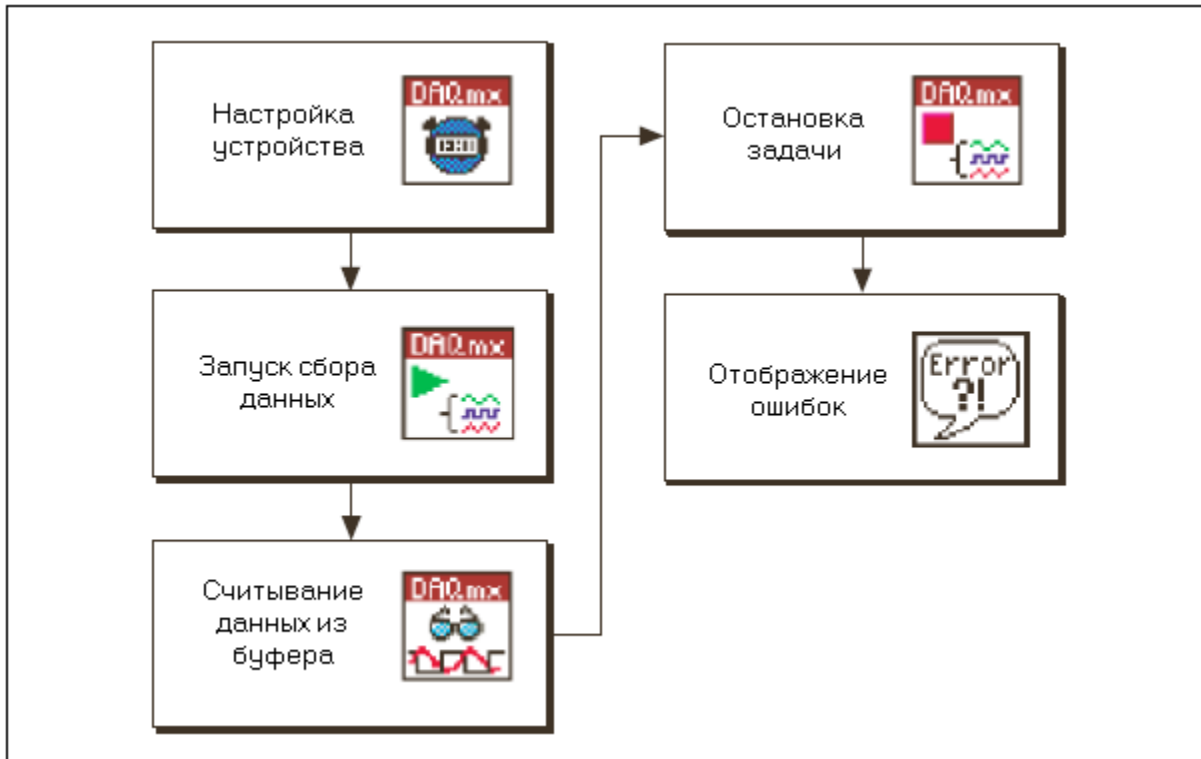 Настройка
устройства
DAQmx
Запуск сбора
данных
DAQmx
Считывание
данных из
буфера
DAQmx
Остановка
задачи
DAQmx
Отображение
ошибок
Error
?!